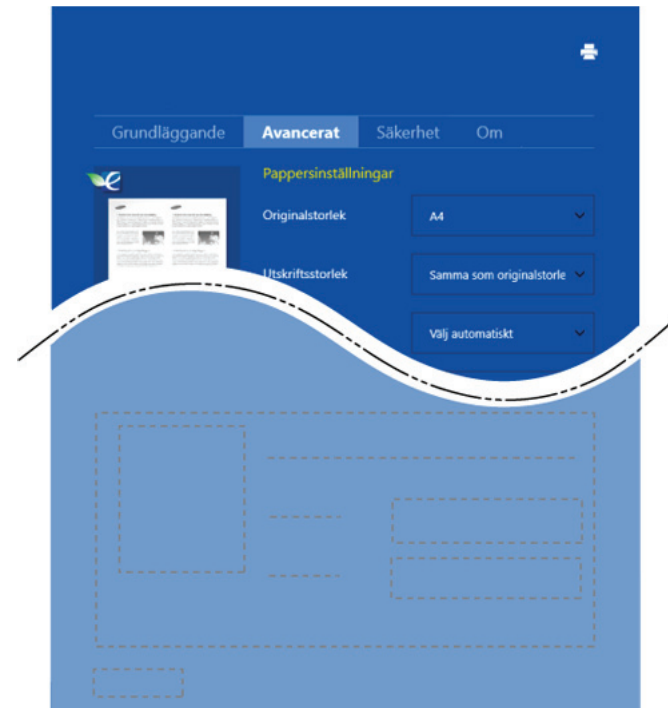 Grundläggande Avancerat Säkerhet Om
Pappersinställningar
Originalstorlek A4
Utskriftsstorlek Samma som originalstorle
Välj automatiskt